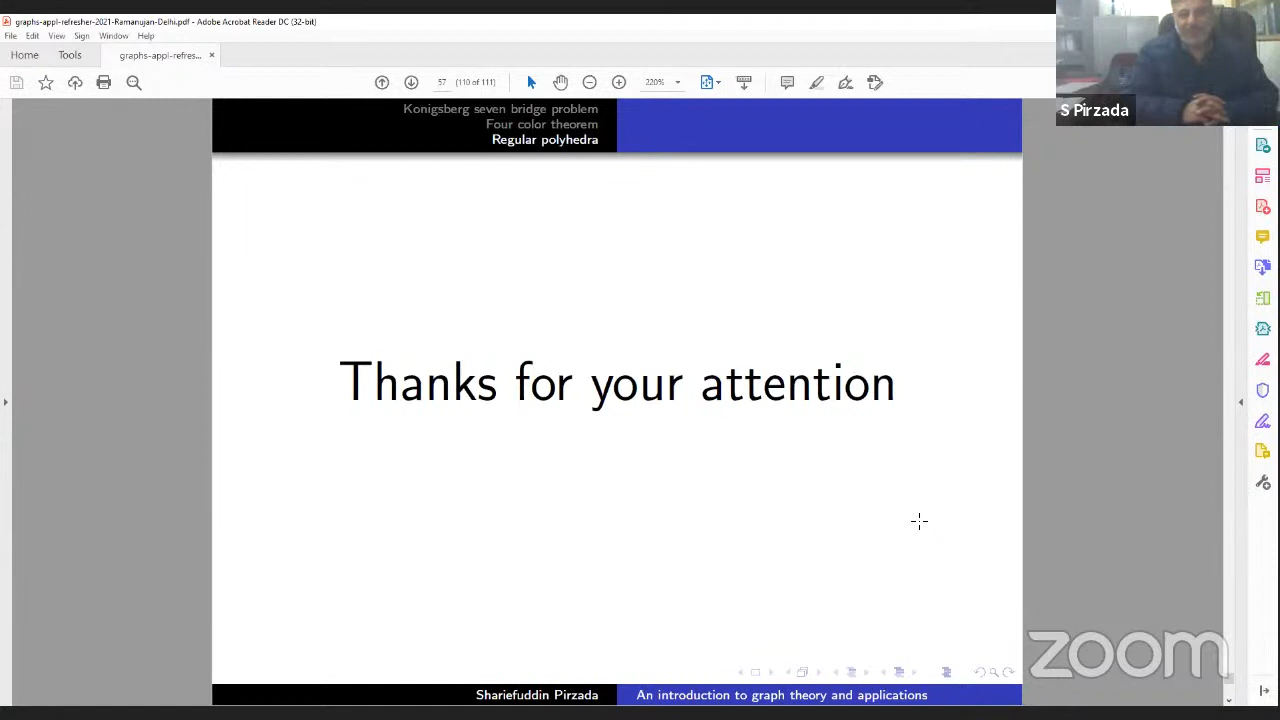 graphs-appl-refresher-2021-Ramanujan-Delhi.pdf - Adobe Acrobat Reader DC (32-bit)
File Edit View Sign Window Help
Home Tools graphs-appl-refres... ×
57 (110 of 111) 220%
S Pirzada
Konigsberg seven bridge problem
Four color theorem
Regular polyhedra
Thanks for your attention
zoom
Shariefuddin Pirzada An introduction to graph theory and applications